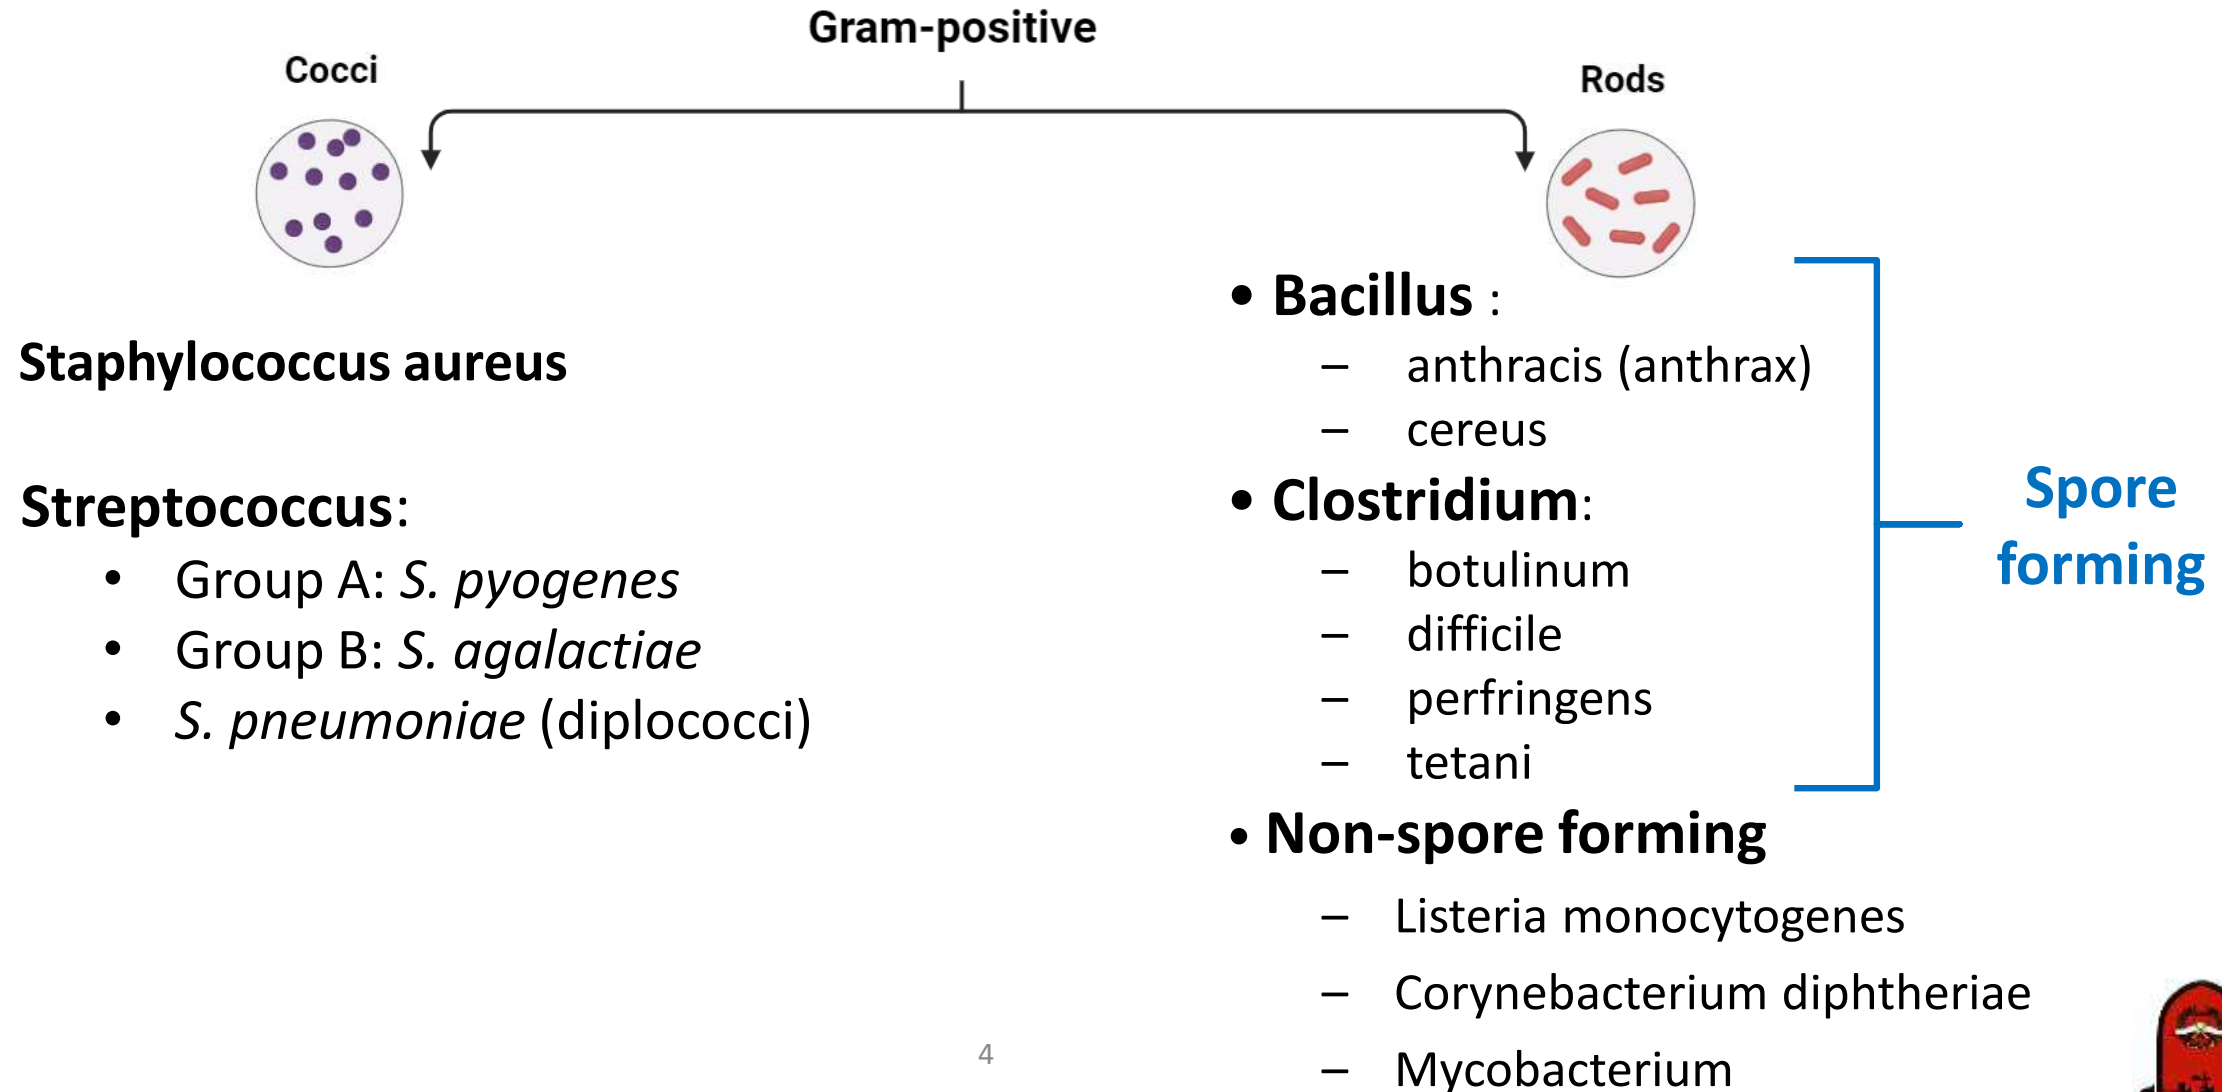 Gram-positive
Cocci
Rods
Staphylococcus aureus
Streptococcus:
• Group A: S. pyogenes
• Group B: S. agalactiae
• S. pneumoniae (diplococci)
• Bacillus :
– anthracis (anthrax)
– cereus
• Clostridium:
– botulinum
– difficile
– perfringens
– tetani
Spore
forming
• Non-spore forming
– Listeria monocytogenes
– Corynebacterium diphtheriae
– Mycobacterium
4